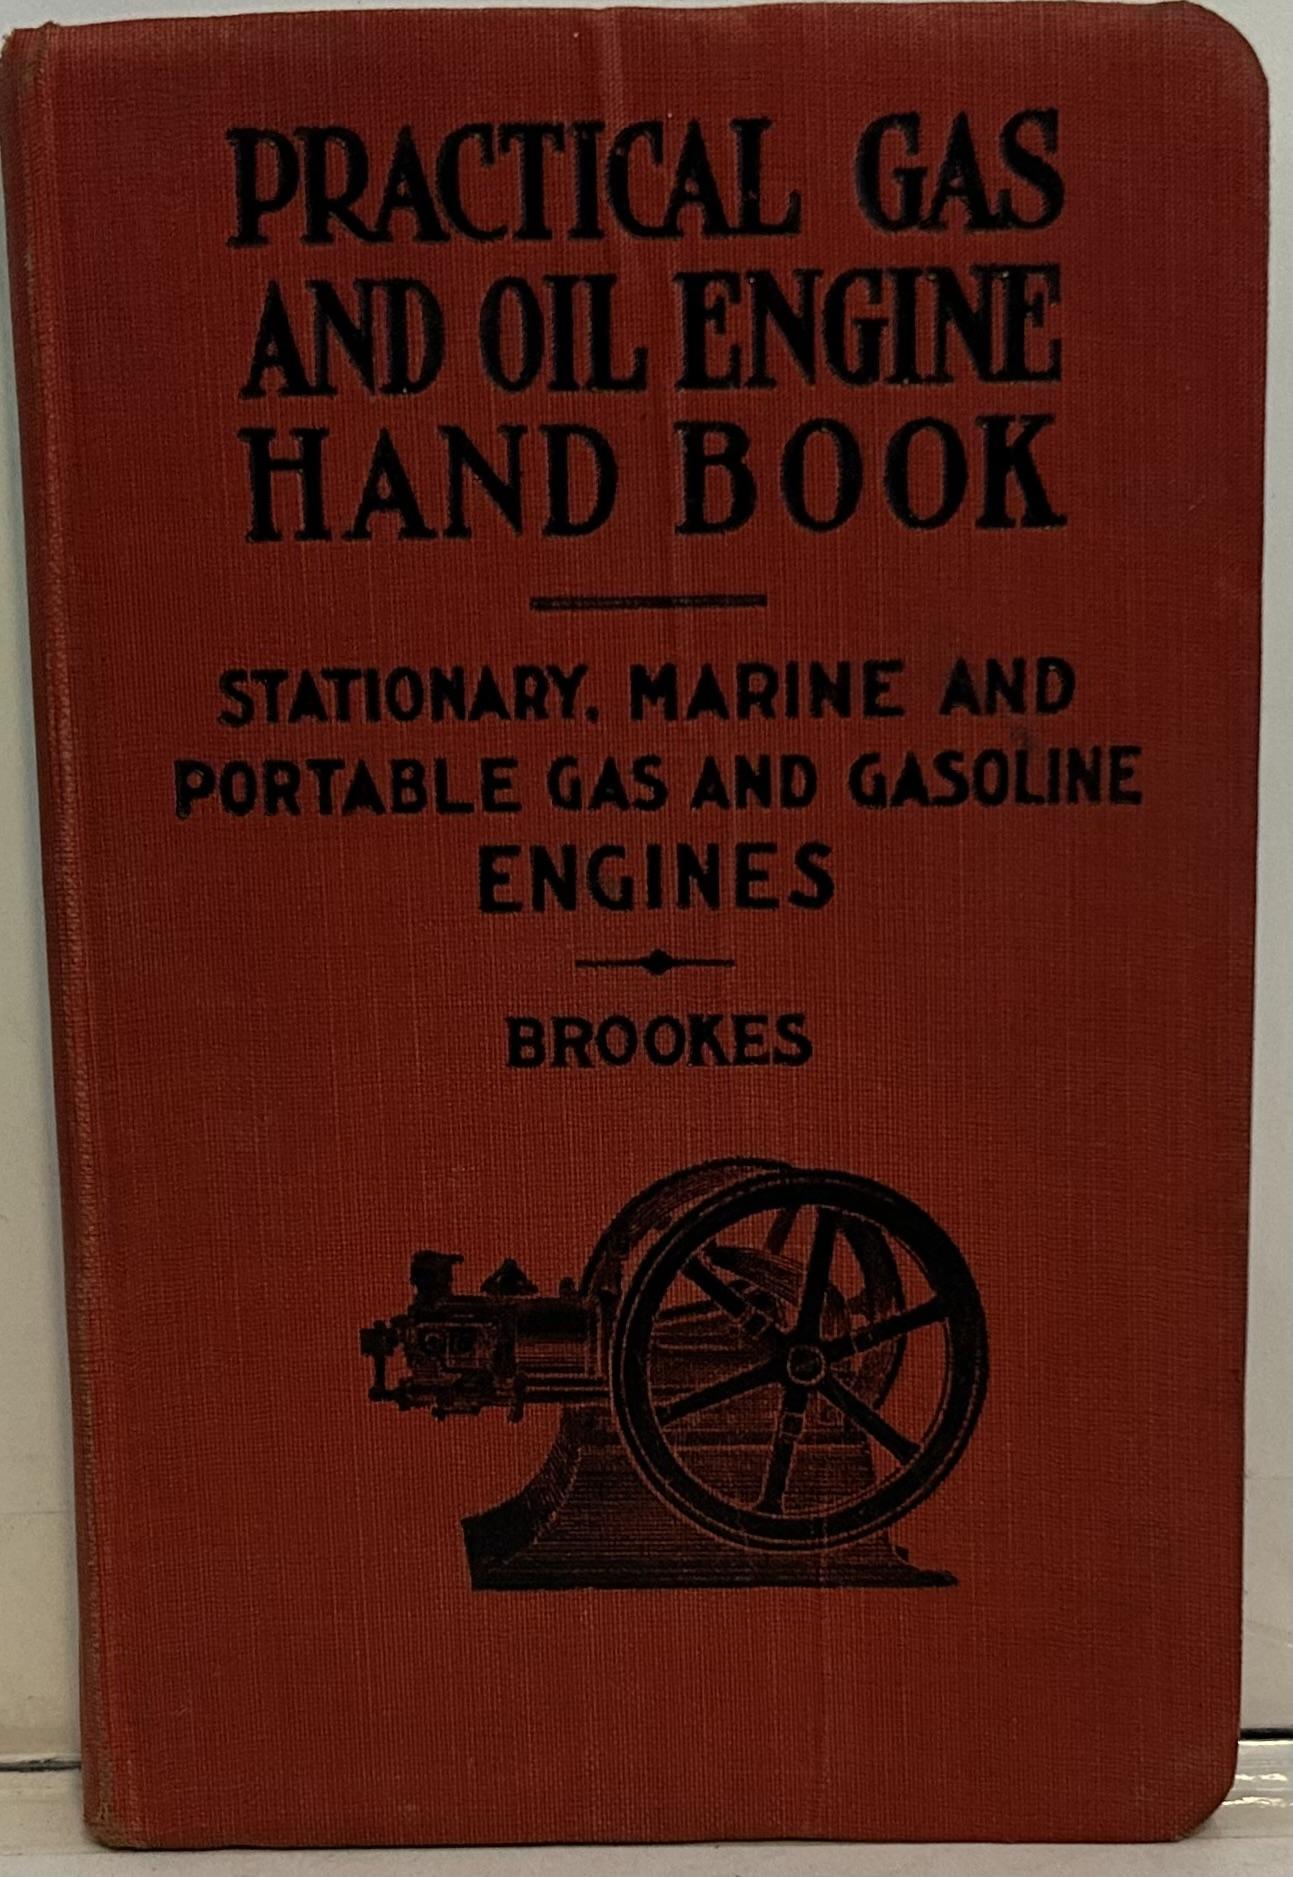 PRACTICAL GAS
AND OIL ENGINE
HAND BOOK
STATIONARY, MARINE AND
PORTABLE GAS AND GASOLINE
ENGINES
BROOKES